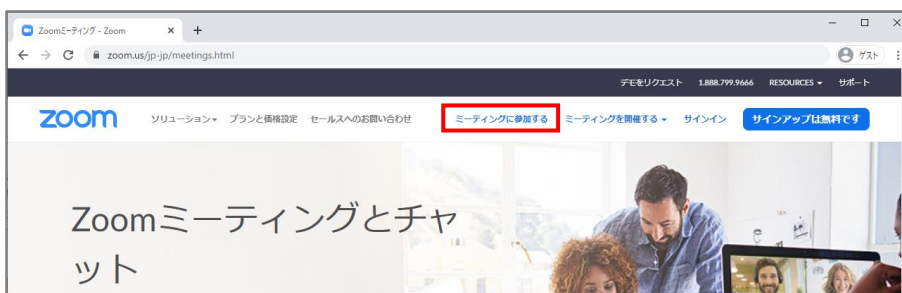 Zoomミーティング - Zoom
zoom.us/jp-jp/meetings.html
ゲスト
デモをリクエスト 1.888.799.9666 RESOURCES サポート
zoom ソリューション プランと価格設定 セールスへのお問い合わせ ミーティングに参加する ミーティングを開催する サインイン サインアップは無料です
Zoomミーティングとチャ
ット